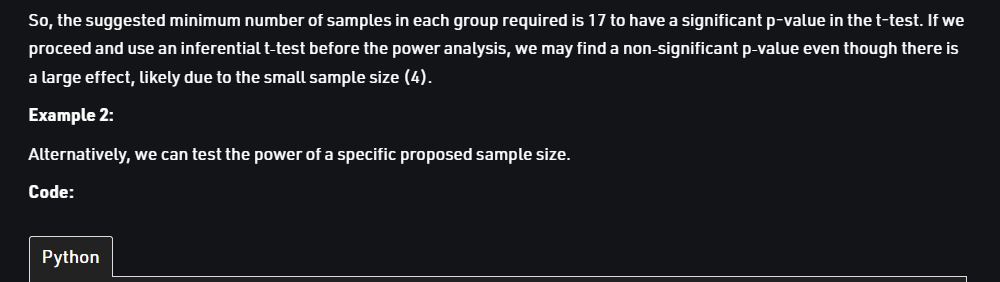 So, the suggested minimum number of samples in each group required is 17 to have a significant p-value in the t-test. If we
proceed and use an inferential t-test before the power analysis, we may find a non-significant p-value even though there is
a large effect, likely due to the small sample size (4).
Example 2:
Alternatively, we can test the power of a specific proposed sample size.
Code:
Python